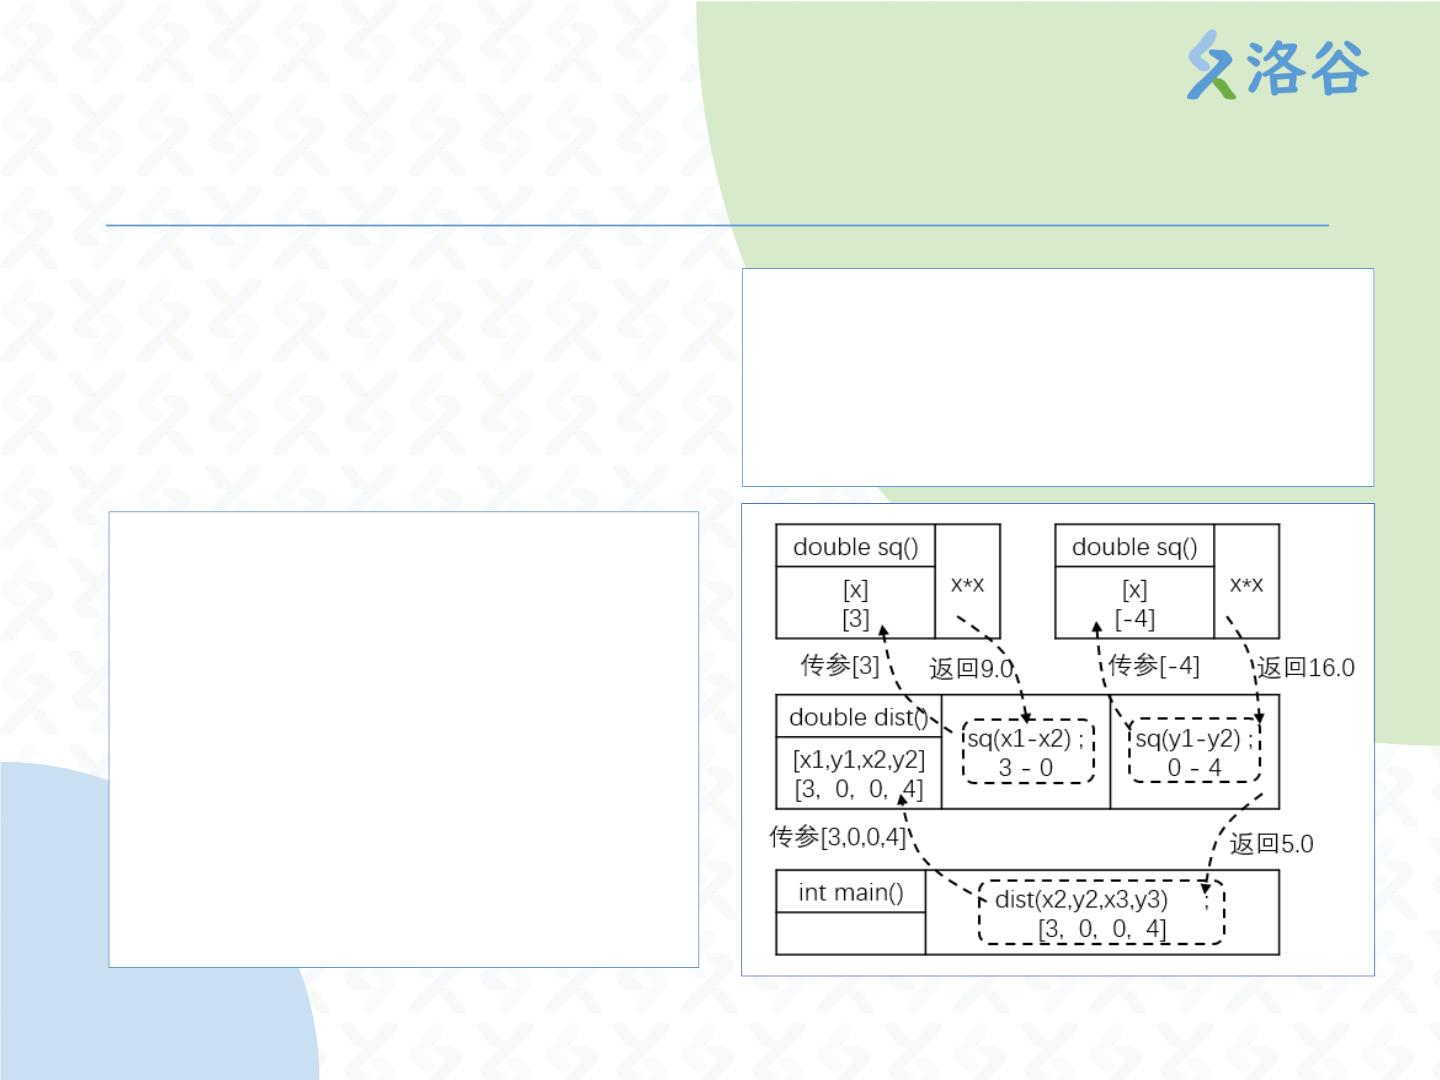 洛谷
double sq()
x*x
[x]
[3]
double sq()
x*x
[x]
[-4]
传参[3]
返回9.0
传参[-4]
返回16.0
double dist()
[x1,y1,x2,y2]
[3, 0, 0, 4]
sq(x1-x2) ;
3 - 0
sq(y1-y2) ;
0 - 4
传参[3,0,0,4]
返回5.0
int main()
dist(x2,y2,x3,y3) ;
[3, 0, 0, 4]